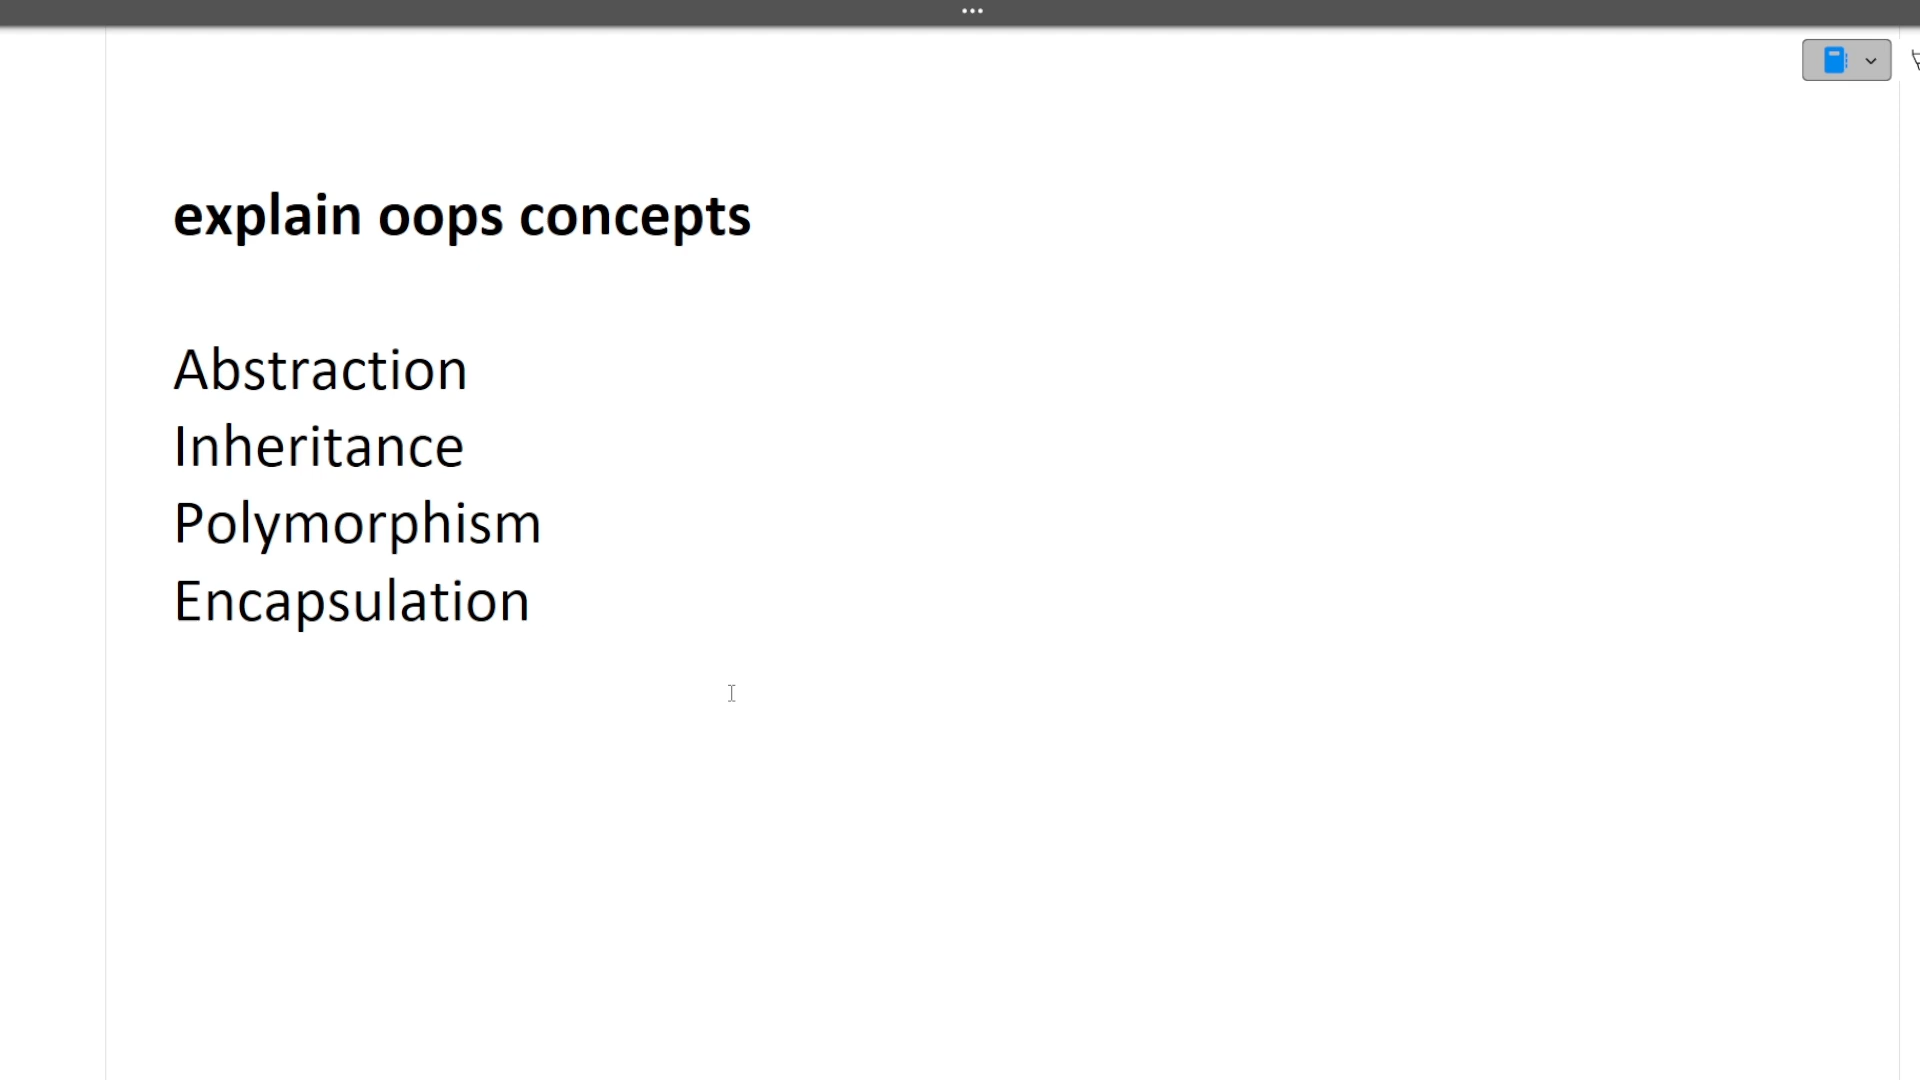 explain oops concepts
Abstraction
Inheritance
Polymorphism
Encapsulation